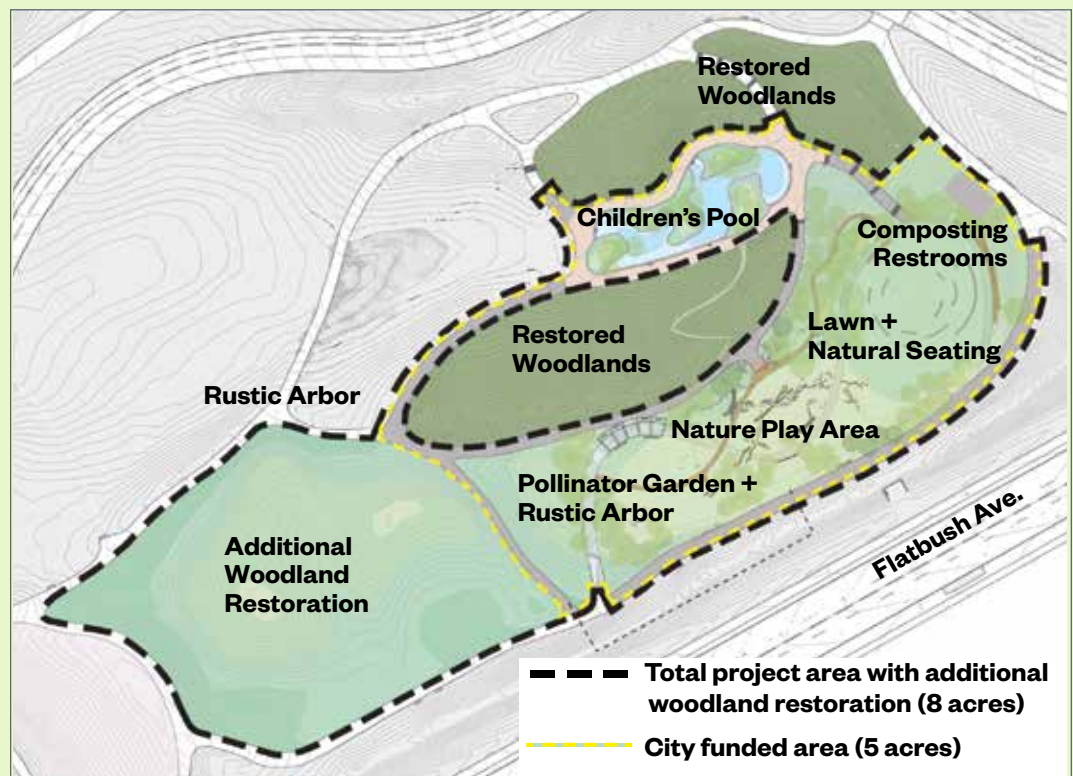 Restored
Woodlands
Children’s Pool
Composting
Restrooms
Restored
Woodlands
Lawn +
Natural Seating
Rustic Arbor
Nature Play Area
Pollinator Garden +
Rustic Arbor
Additional
Woodland
Restoration
Flatbush Ave.
Total project area with additional
woodland restoration (8 acres)
City funded area (5 acres)